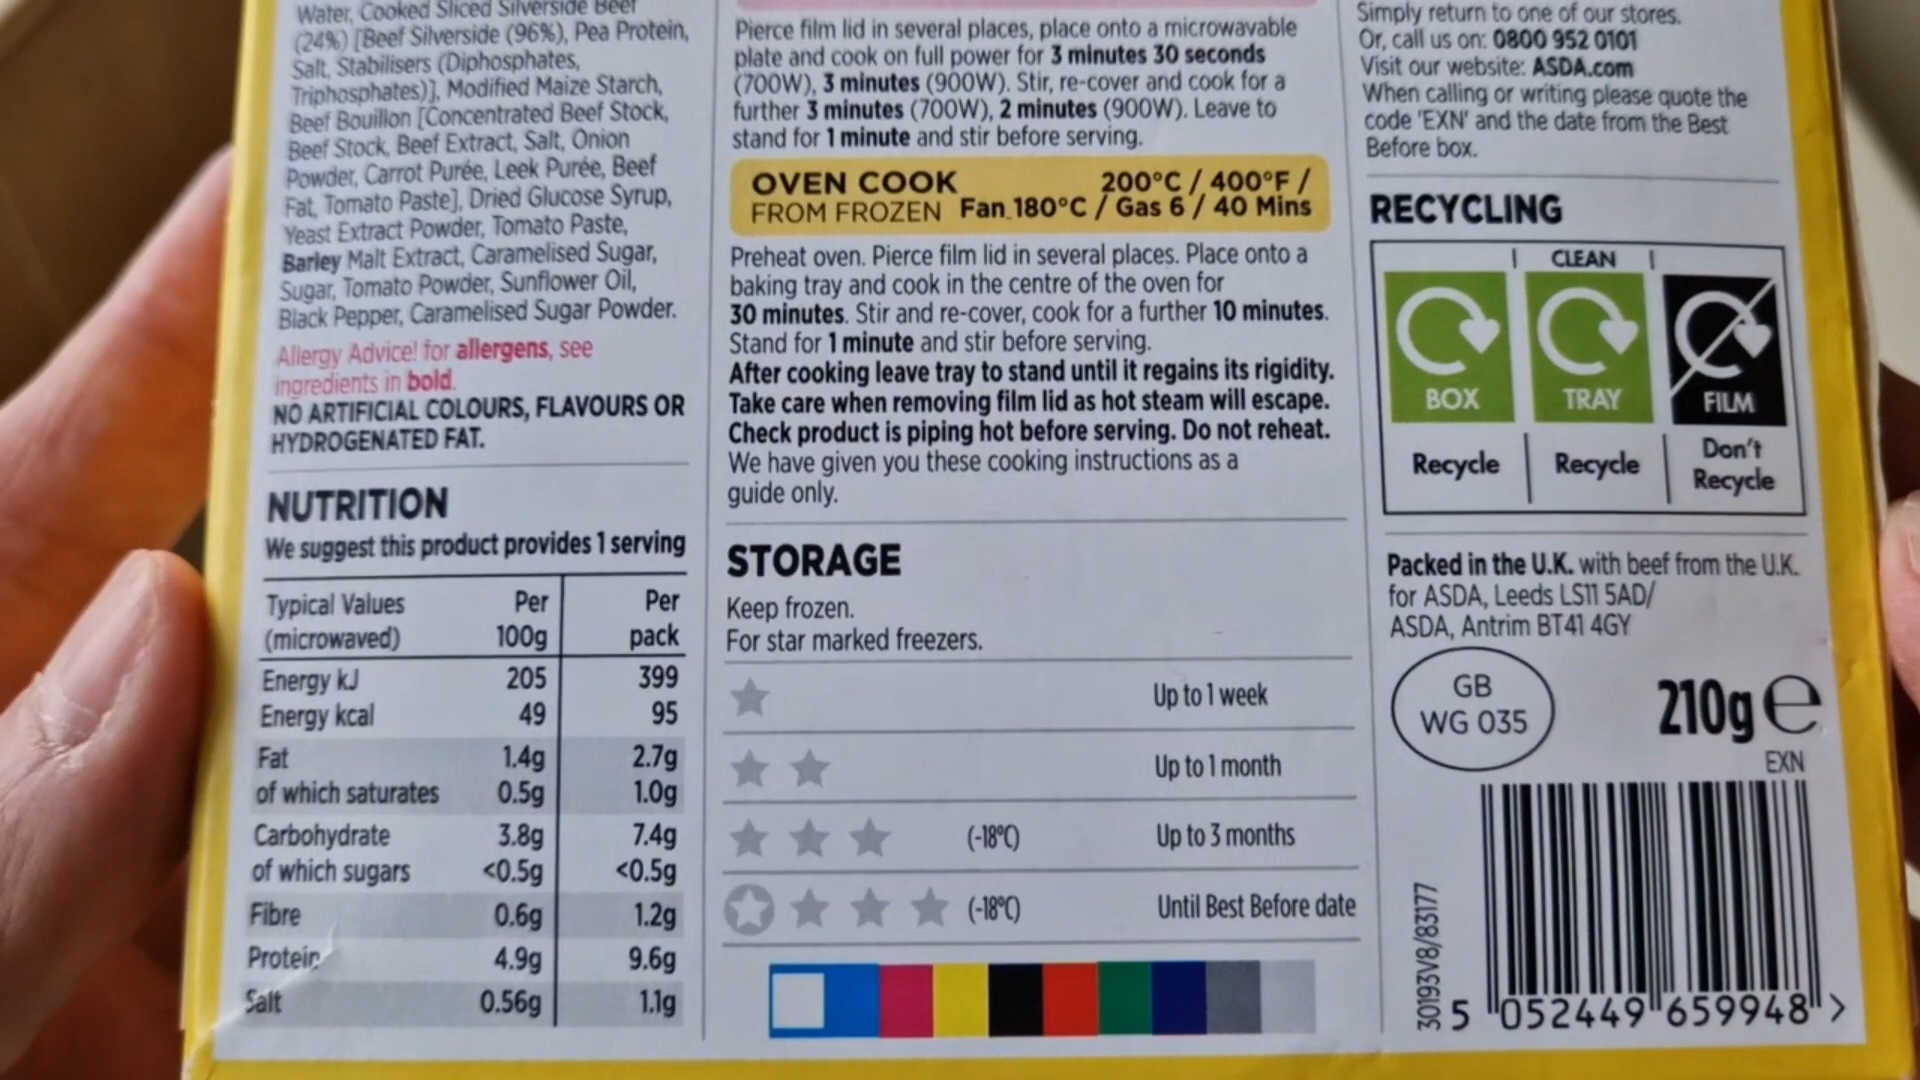 Water, Cooked Sliced Silverside Beef
(24%) [Beef Silverside (96%), Pea Protein,
Salt, Stabilisers (Diphosphates,
Triphosphates)], Modified Maize Starch,
Beef Bouillon [Concentrated Beef Stock,
Beef Stock, Beef Extract, Salt, Onion
Powder, Carrot Purée, Leek Purée, Beef
Fat, Tomato Paste], Dried Glucose Syrup,
Yeast Extract Powder, Tomato Paste,
Barley Malt Extract, Caramelised Sugar,
Sugar, Tomato Powder, Sunflower Oil,
Black Pepper, Caramelised Sugar Powder.
Allergy Advice! for allergens, see
ingredients in bold.
NO ARTIFICIAL COLOURS, FLAVOURS OR
HYDROGENATED FAT.
NUTRITION
We suggest this product provides 1 serving
Typical Values Per Per
(microwaved) 100g pack
Energy kJ 205 399
Energy kcal 49 95
Fat 1.4g 2.7g
of which saturates 0.5g 1.0g
Carbohydrate 3.8g 7.4g
of which sugars <0.5g <0.5g
Fibre 0.6g 1.2g
Protein 4.9g 9.6g
Salt 0.56g 1.1g
Pierce film lid in several places, place onto a microwavable
plate and cook on full power for 3 minutes 30 seconds
(700W), 3 minutes (900W). Stir, re-cover and cook for a
further 3 minutes (700W), 2 minutes (900W). Leave to
stand for 1 minute and stir before serving.
OVEN COOK 200°C / 400°F /
FROM FROZEN Fan 180°C / Gas 6 / 40 Mins
Preheat oven. Pierce film lid in several places. Place onto a
baking tray and cook in the centre of the oven for
30 minutes. Stir and re-cover, cook for a further 10 minutes.
Stand for 1 minute and stir before serving.
After cooking leave tray to stand until it regains its rigidity.
Take care when removing film lid as hot steam will escape.
Check product is piping hot before serving. Do not reheat.
We have given you these cooking instructions as a
guide only.
STORAGE
Keep frozen.
For star marked freezers.
Up to 1 week
Up to 1 month
(-18°C) Up to 3 months
(-18°C) Until Best Before date
Simply return to one of our stores.
Or, call us on: 0800 952 0101
Visit our website: ASDA.com
When calling or writing please quote the
code 'EXN' and the date from the Best
Before box.
RECYCLING
CLEAN
BOX TRAY FILM
Recycle Recycle Don't
Recycle
Packed in the U.K. with beef from the U.K.
for ASDA, Leeds LS11 5AD/
ASDA, Antrim BT41 4GY
GB
WG 035
210g e
EXN
30193V8/83177
5 052449 659948 >